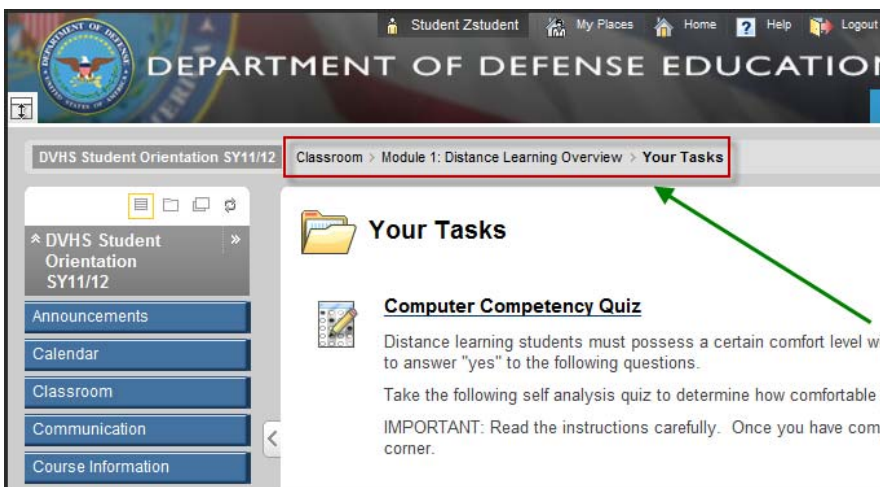 Student Zstudent My Places Home ? Help Logout
DEPARTMENT OF DEFENSE EDUCATION
DVHS Student Orientation SY11/12 Classroom > Module 1: Distance Learning Overview > Your Tasks
DVHS Student
Orientation
SY11/12
Announcements
Calendar
Classroom
Communication
Course Information
Your Tasks
Computer Competency Quiz
Distance learning students must possess a certain comfort level
to answer "yes" to the following questions.
Take the following self analysis quiz to determine how comfortable
IMPORTANT: Read the instructions carefully. Once you have com
corner.